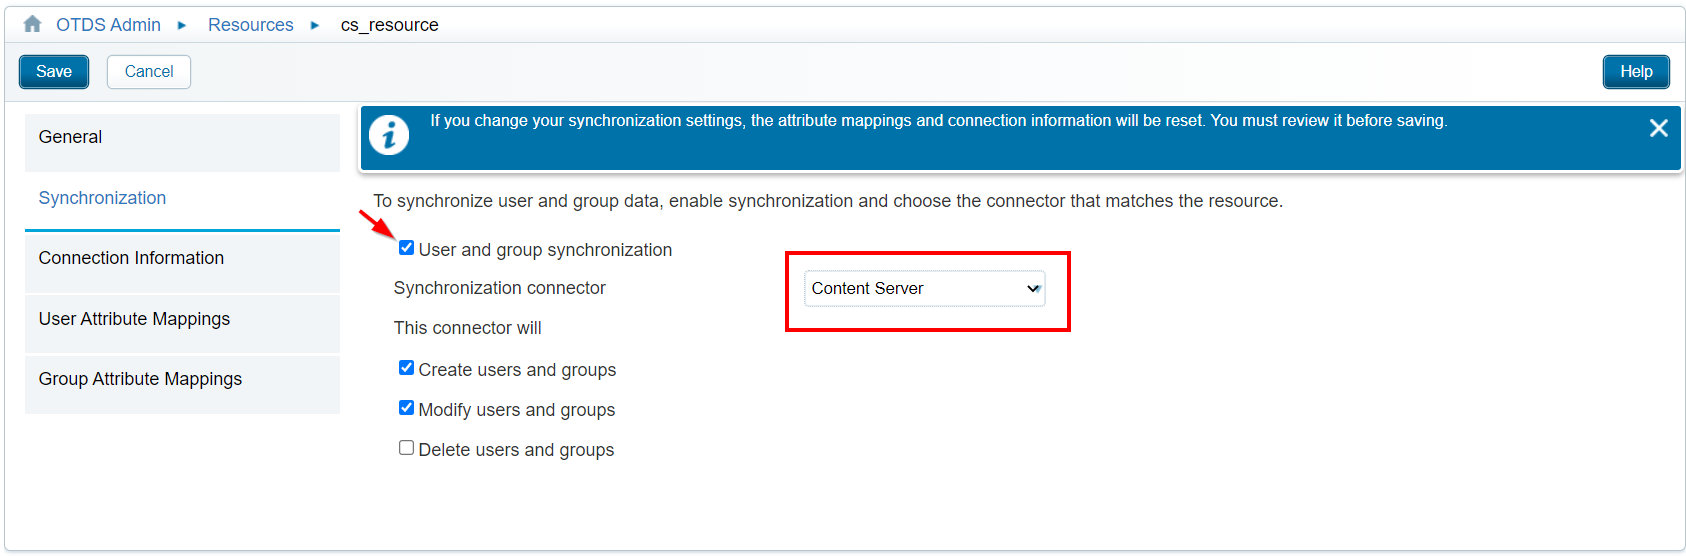 OTDS Admin Resources cs_resource
Save Cancel Help
If you change your synchronization settings, the attribute mappings and connection information will be reset. You must review it before saving.
General
Synchronization
Connection Information
User Attribute Mappings
Group Attribute Mappings
To synchronize user and group data, enable synchronization and choose the connector that matches the resource.
User and group synchronization
Synchronization connector Content Server
This connector will
Create users and groups
Modify users and groups
Delete users and groups